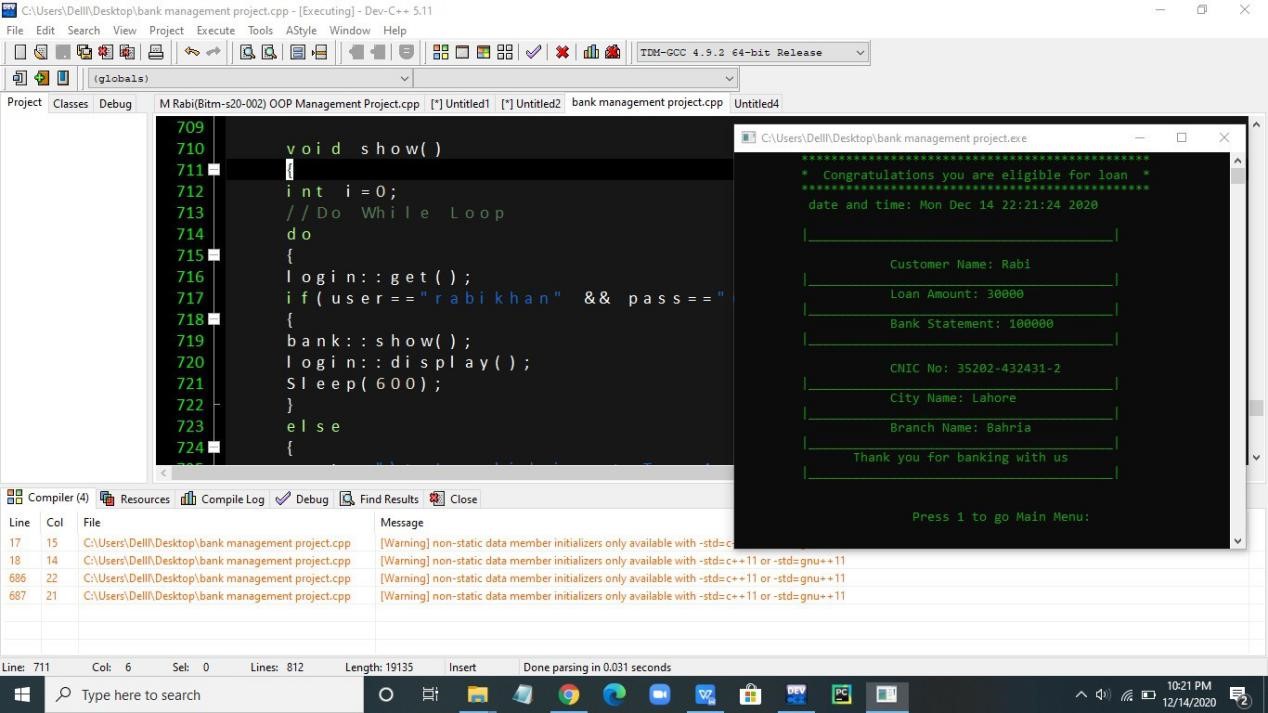 C:\Users\Delll\Desktop\bank management project.cpp - [Executing] - Dev-C++ 5.11
File Edit Search View Project Execute Tools AStyle Window Help
TDM-GCC 4.9.2 64-bit Release
(globals)
Project Classes Debug
M Rabi(Bitm-s20-002) OOP Management Project.cpp [*] Untitled1 [*] Untitled2 bank management project.cpp Untitled4
709
710 void show()
711 {
712 int i=0;
713 //Do While Loop
714 do
715 {
716 login::get();
717 if(user=="rabikhan" && pass=="
718 {
719 bank::show();
720 login::display();
721 Sleep(600);
722 }
723 else
724 {
C:\Users\Delll\Desktop\bank management project.exe
************************************************
* Congratulations you are eligible for loan *
************************************************
date and time: Mon Dec 14 22:21:24 2020
|_________________________________________|
Customer Name: Rabi
|_________________________________________|
Loan Amount: 30000
|_________________________________________|
Bank Statement: 100000
|_________________________________________|
CNIC No: 35202-432431-2
|_________________________________________|
City Name: Lahore
|_________________________________________|
Branch Name: Bahria
|_________________________________________|
Thank you for banking with us
|_________________________________________|
Press 1 to go Main Menu:
Compiler (4) Resources Compile Log Debug Find Results Close
Line Col File Message
17 15 C:\Users\Delll\Desktop\bank management project.cpp [Warning] non-static data member initializers only available with -std=c++11 or -std=gnu++11
18 14 C:\Users\Delll\Desktop\bank management project.cpp [Warning] non-static data member initializers only available with -std=c++11 or -std=gnu++11
686 22 C:\Users\Delll\Desktop\bank management project.cpp [Warning] non-static data member initializers only available with -std=c++11 or -std=gnu++11
687 21 C:\Users\Delll\Desktop\bank management project.cpp [Warning] non-static data member initializers only available with -std=c++11 or -std=gnu++11
Line: 711 Col: 6 Sel: 0 Lines: 812 Length: 19135 Insert Done parsing in 0.031 seconds
Type here to search
DEV
PC
10:21 PM
12/14/2020
2